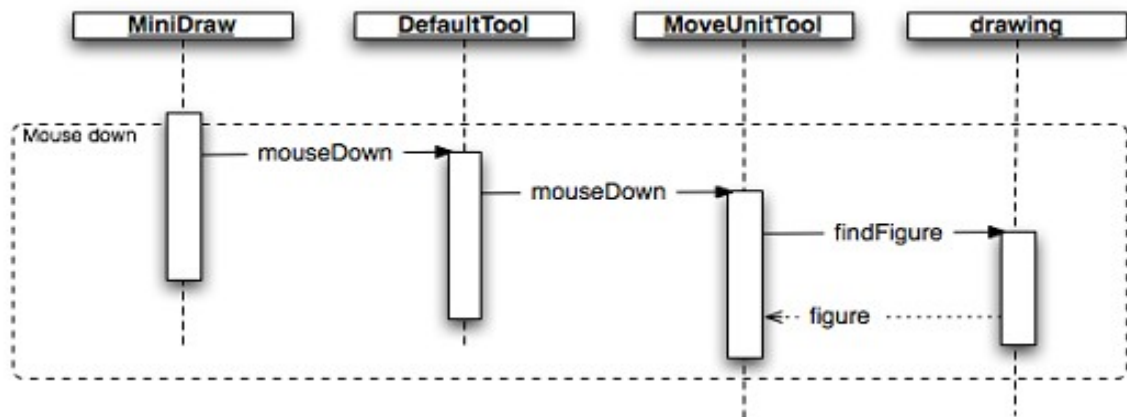 MiniDraw
DefaultTool
MoveUnitTool
drawing
Mouse down
mouseDown
mouseDown
findFigure
figure